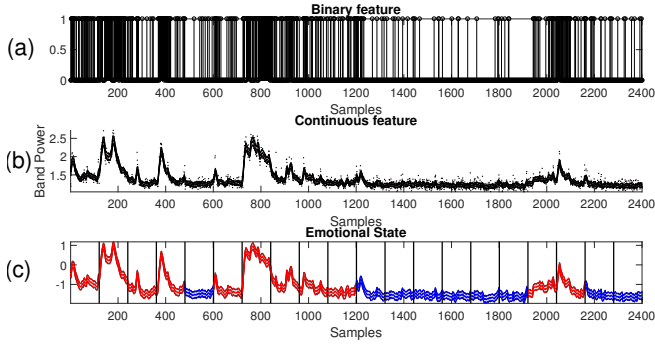 Binary feature
(a)
1
0.5
0
200 400 600 800 1000 1200 1400 1600 1800 2000 2200 2400
Samples
Continuous feature
(b)
Band Power
2.5
2
1.5
200 400 600 800 1000 1200 1400 1600 1800 2000 2200 2400
Samples
Emotional State
(c)
1
0
-1
200 400 600 800 1000 1200 1400 1600 1800 2000 2200 2400
Samples